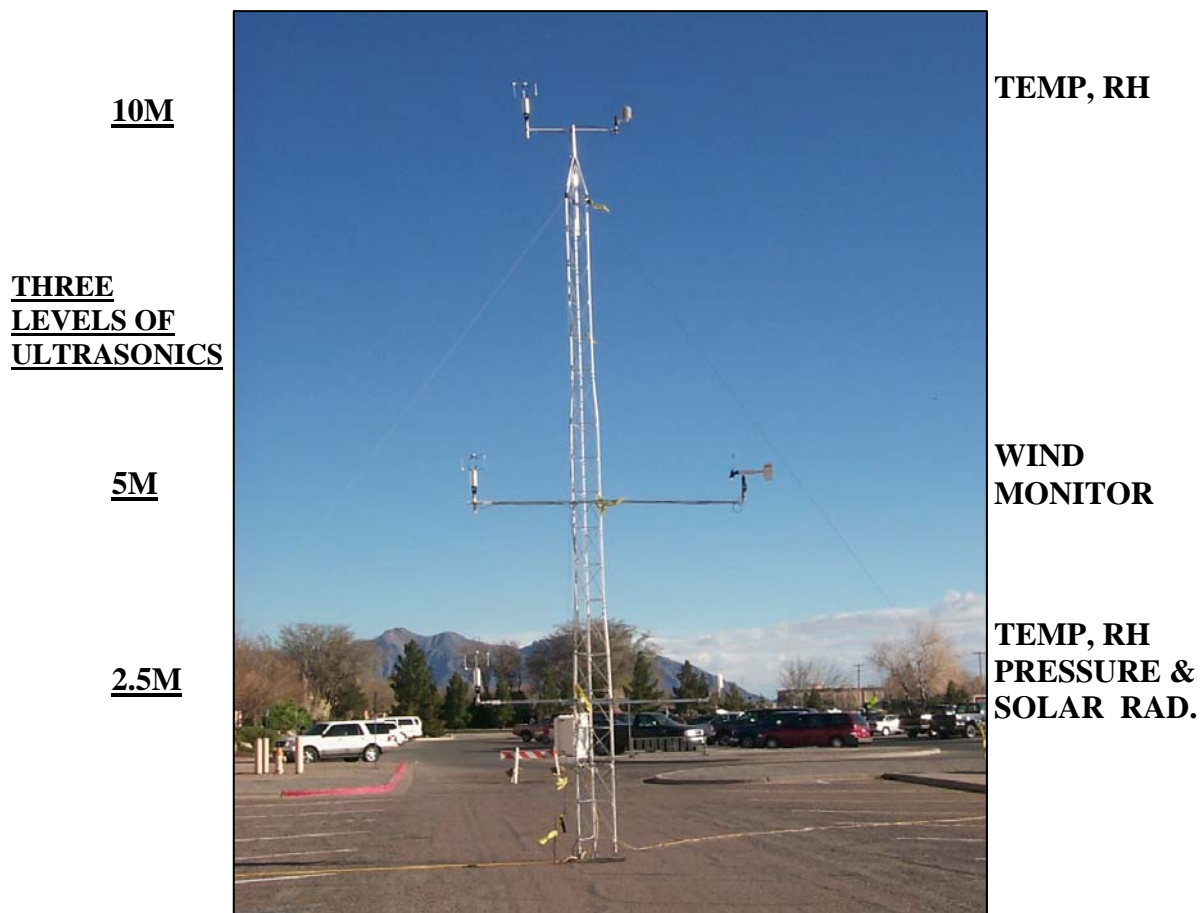 10M
TEMP, RH
THREE
LEVELS OF
ULTRASONICS
5M
WIND
MONITOR
2.5M
TEMP, RH
PRESSURE &
SOLAR RAD.